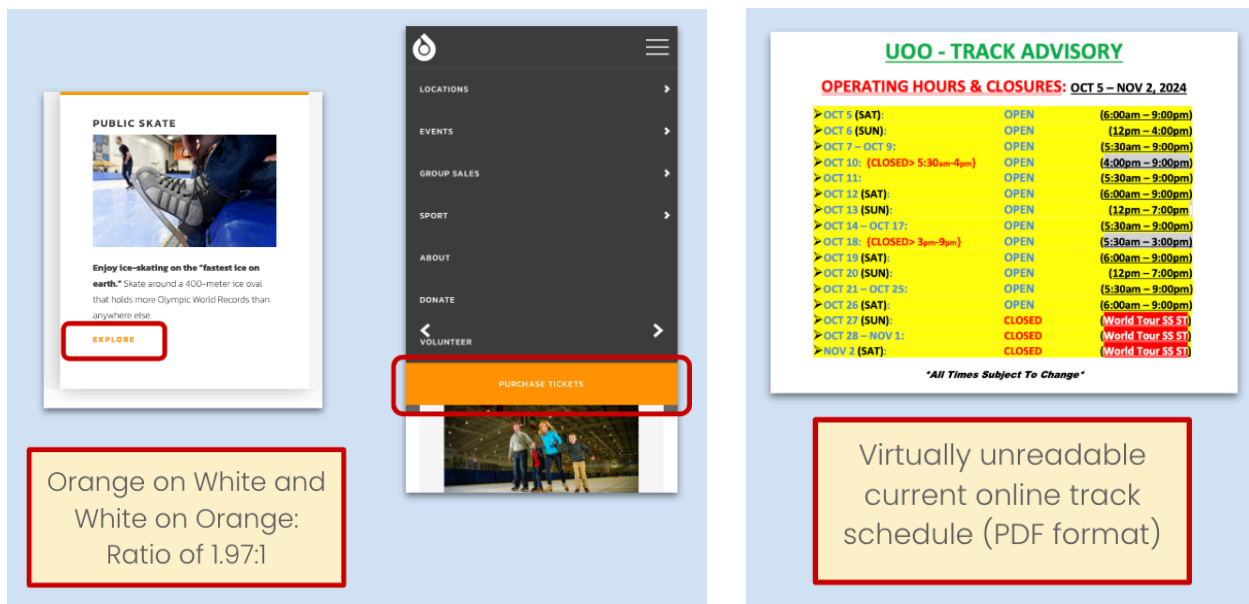 PUBLIC SKATE
Enjoy ice-skating on the "fastest ice on
earth." Skate around a 400-meter ice oval
that holds more Olympic World Records than
anywhere else.
EXPLORE
LOCATIONS
EVENTS
GROUP SALES
SPORT
ABOUT
DONATE
VOLUNTEER
PURCHASE TICKETS
Orange on White and
White on Orange:
Ratio of 1.97:1
UOO - TRACK ADVISORY
OPERATING HOURS & CLOSURES: OCT 5 – NOV 2, 2024
➢OCT 5 (SAT): OPEN (6:00am – 9:00pm)
➢OCT 6 (SUN): OPEN (12pm – 4:00pm)
➢OCT 7 – OCT 9: OPEN (5:30am – 9:00pm)
➢OCT 10: {CLOSED> 5:30am-4pm} OPEN (4:00pm – 9:00pm)
➢OCT 11: OPEN (5:30am – 9:00pm)
➢OCT 12 (SAT): OPEN (6:00am – 9:00pm)
➢OCT 13 (SUN): OPEN (12pm – 7:00pm
➢OCT 14 – OCT 17: OPEN (5:30am – 9:00pm)
➢OCT 18: {CLOSED> 3pm-9pm} OPEN (5:30am – 3:00pm)
➢OCT 19 (SAT): OPEN (6:00am – 9:00pm)
➢OCT 20 (SUN): OPEN (12pm – 7:00pm)
➢OCT 21 – OCT 25: OPEN (5:30am – 9:00pm)
➢OCT 26 (SAT): OPEN (6:00am – 9:00pm)
➢OCT 27 (SUN): CLOSED (World Tour SS ST)
➢OCT 28 – NOV 1: CLOSED (World Tour SS ST)
➢NOV 2 (SAT): CLOSED (World Tour SS ST)
*All Times Subject To Change*
Virtually unreadable
current online track
schedule (PDF format)